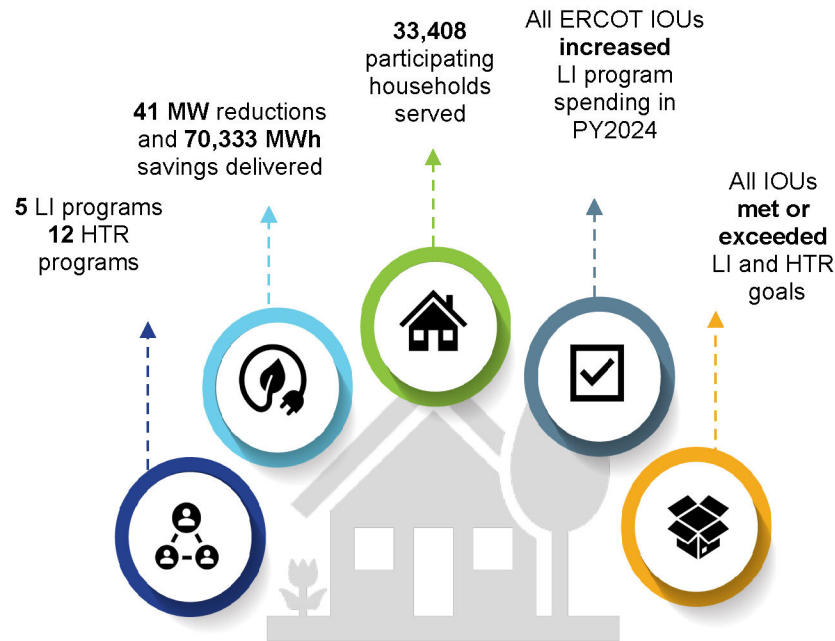 5 LI programs
12 HTR
programs
41 MW reductions
and 70,333 MWh
savings delivered
33,408
participating
households
served
All ERCOT IOUs
increased
LI program
spending in
PY2024
All IOUs
met or
exceeded
LI and HTR
goals